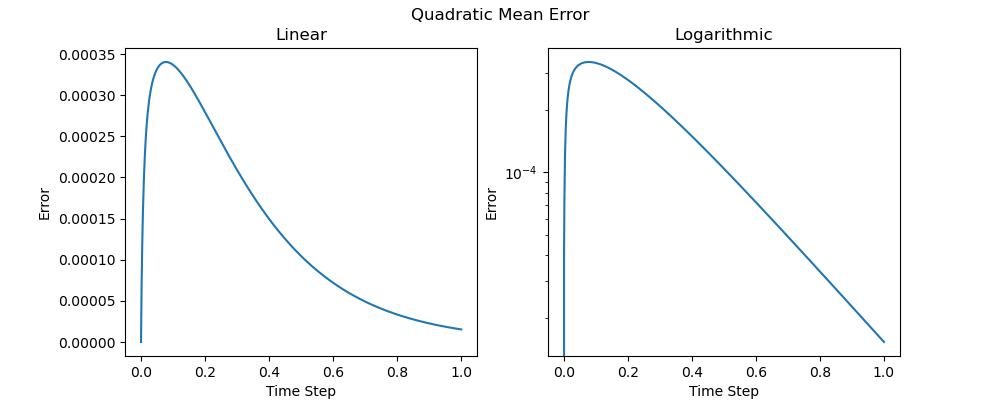 Quadratic Mean Error
Linear
Logarithmic
0.00035
0.00030
0.00025
0.00020
0.00015
0.00010
0.00005
0.00000
Error
0.0 0.2 0.4 0.6 0.8 1.0
Time Step
10⁻⁴
Error
0.0 0.2 0.4 0.6 0.8 1.0
Time Step